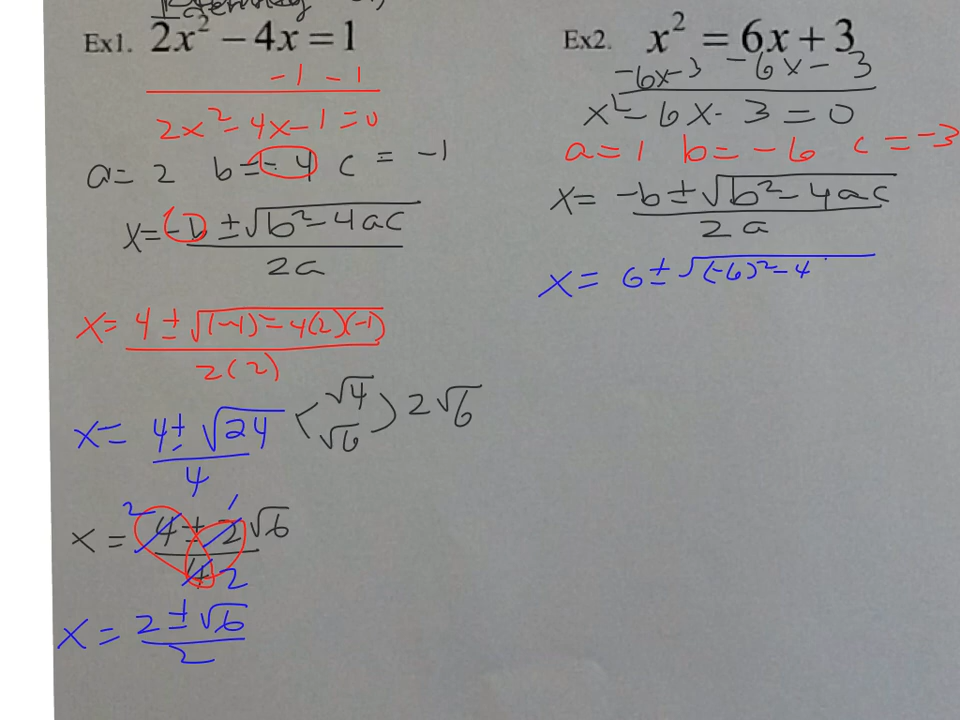 Ex1. 2x² − 4x = 1
−1 −1
2x² − 4x − 1 = 0
a = 2 b = −4 c = −1
x = −b ± √b² − 4ac
2a
x = 4 ± √(−4)² − 4(2)(−1)
2(2)
x = 4 ± √24 (√4 √6) 2√6
4
2 1
x = 4 ± 2√6
4 2
x = 2 ± √6
2
Ex2. x² = 6x + 3
−6x−3 −6x − 3
x² − 6x − 3 = 0
a = 1 b = −6 c = −3
x = −b ± √b² − 4ac
2a
x = 6 ± √(−6)² − 4